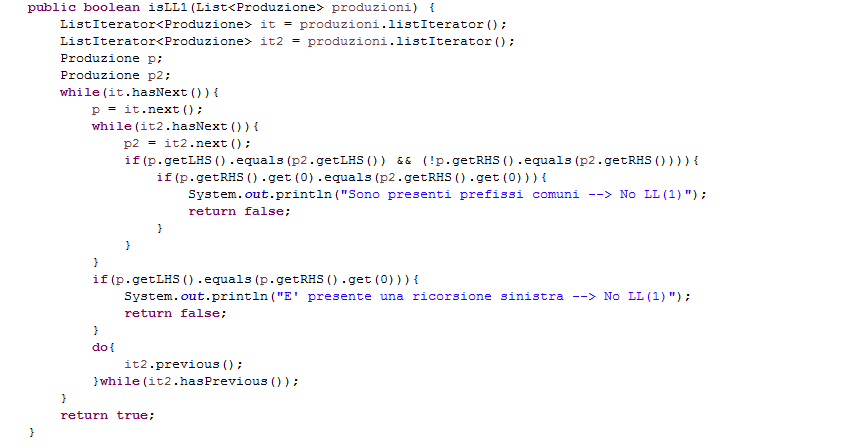 public boolean isLL1(List<Produzione> produzioni) {
    ListIterator<Produzione> it = produzioni.listIterator();
    ListIterator<Produzione> it2 = produzioni.listIterator();
    Produzione p;
    Produzione p2;
    while(it.hasNext()){
        p = it.next();
        while(it2.hasNext()){
            p2 = it2.next();
            if(p.getLHS().equals(p2.getLHS()) && (!p.getRHS().equals(p2.getRHS()))){
                if(p.getRHS().get(0).equals(p2.getRHS().get(0))){
                    System.out.println("Sono presenti prefissi comuni --> No LL(1)");
                    return false;
                }
            }
        }
        if(p.getLHS().equals(p.getRHS().get(0))){
            System.out.println("E' presente una ricorsione sinistra --> No LL(1)");
            return false;
        }
        do{
            it2.previous();
        }while(it2.hasPrevious());
    }
    return true;
}